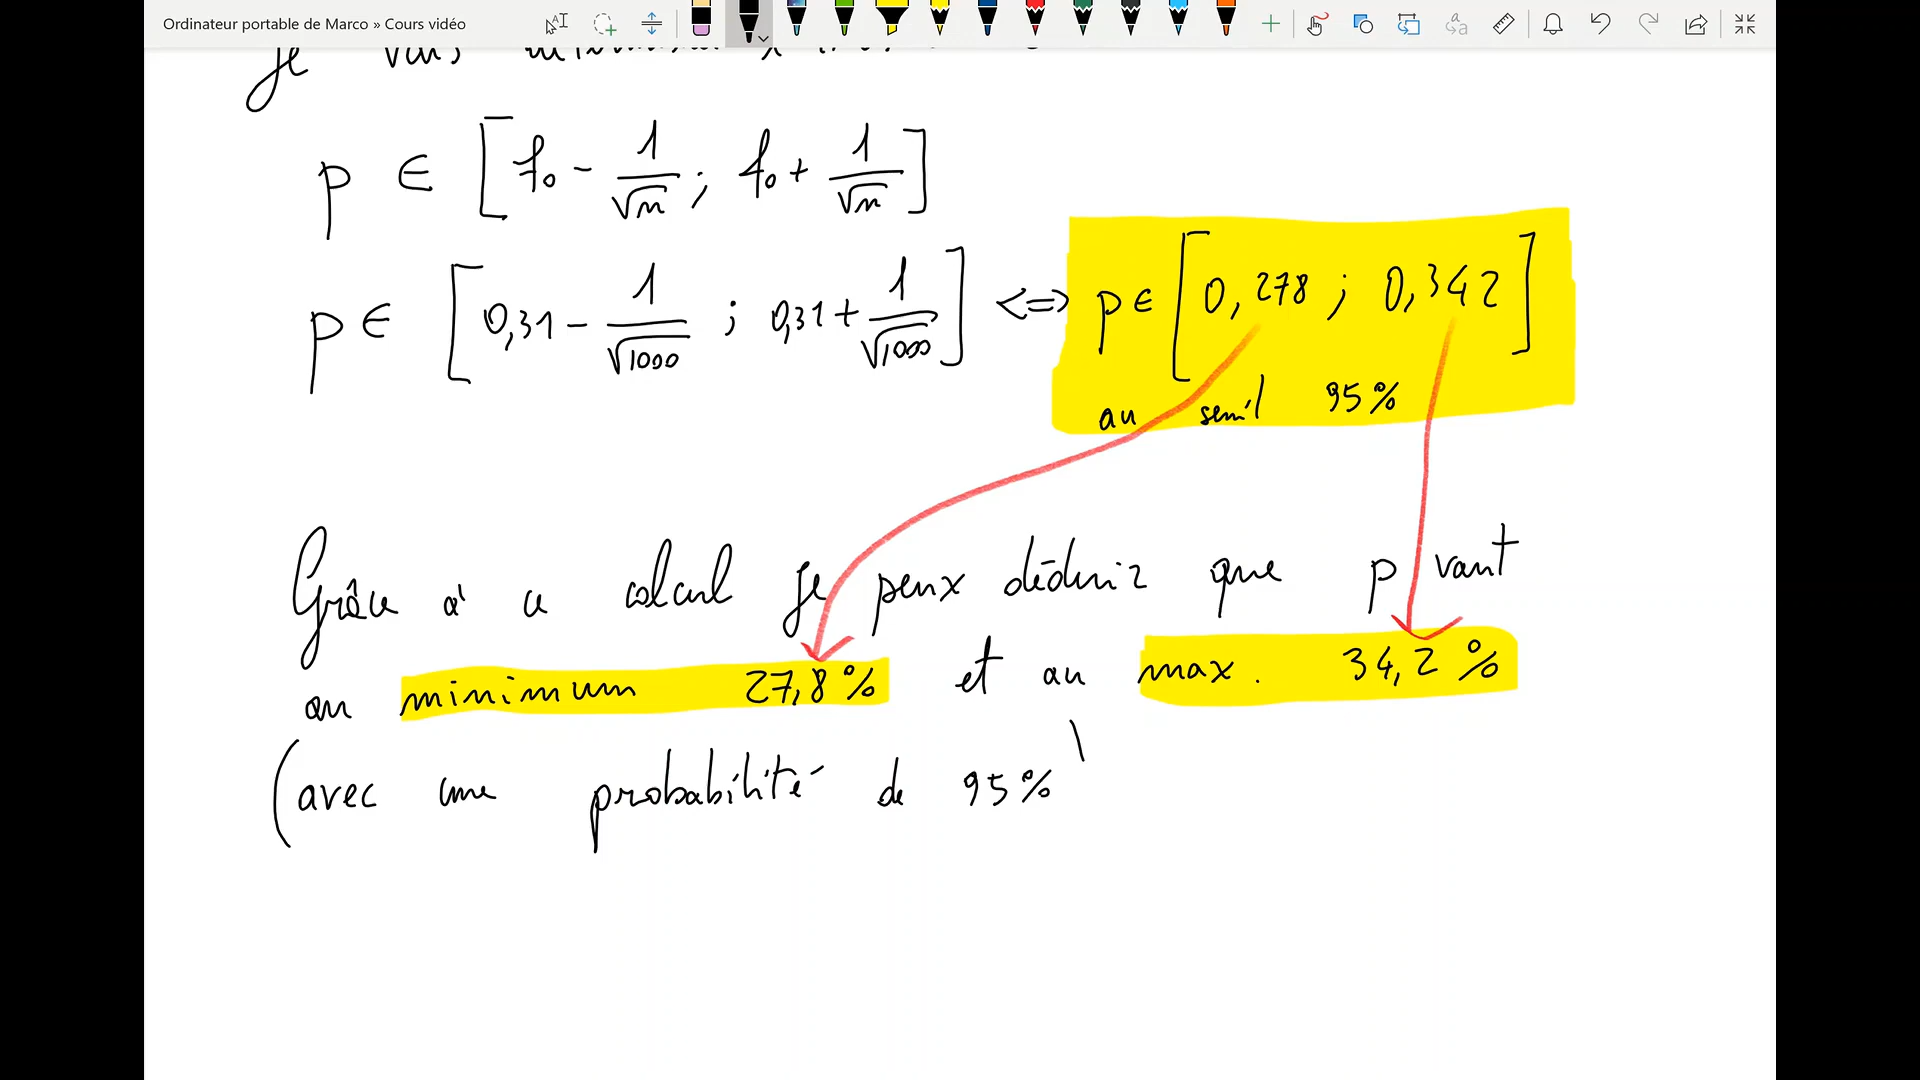 Ordinateur portable de Marco » Cours vidéo
Je vais
p ∈ [f₀ - 1/√n ; f₀ + 1/√n]
p ∈ [0,31 - 1/√1000 ; 0,31 + 1/√1000] <=> p ∈ [0,278 ; 0,342]
au seuil 95%
Grâce à ce calcul je peux déduire que p vaut
au minimum 27,8% et au max. 34,2%
(avec une probabilité de 95%